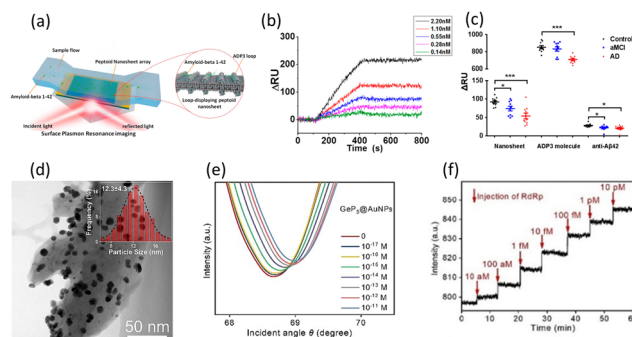 (a)
Sample flow
Peptoid Nanosheet array
Amyloid-beta 1-42
ADP3 loop
Amyloid-beta 1-42
Loop-displaying peptoid
nanosheet
Incident light
reflected light
Surface Plasmon Resonance imaging
(b)
ΔRU
300
250
200
150
100
50
0
0 200 400 600 800
Time (s)
2.20nM
1.10nM
0.55nM
0.28nM
0.14nM
(c)
ΔRU
1000
800
600
400
150
100
50
0
***
*
***
*
*
Nanosheet ADP3 molecule anti-Aβ42
Control
aMCI
AD
(d)
12.3±4.3
Frequency (%)
Particle Size (nm)
50 nm
(e)
Intensity (a.u.)
68 69 70
Incident angle θ (degree)
GeP₅@AuNPs
0
10⁻¹⁷ M
10⁻¹⁶ M
10⁻¹⁵ M
10⁻¹⁴ M
10⁻¹³ M
10⁻¹² M
10⁻¹¹ M
(f)
Intensity (a.u.)
850
840
830
820
810
800
Injection of RdRp
10 aM
100 aM
1 fM
10 fM
100 fM
1 pM
10 pM
0 10 20 30 40 50 60
Time (min)